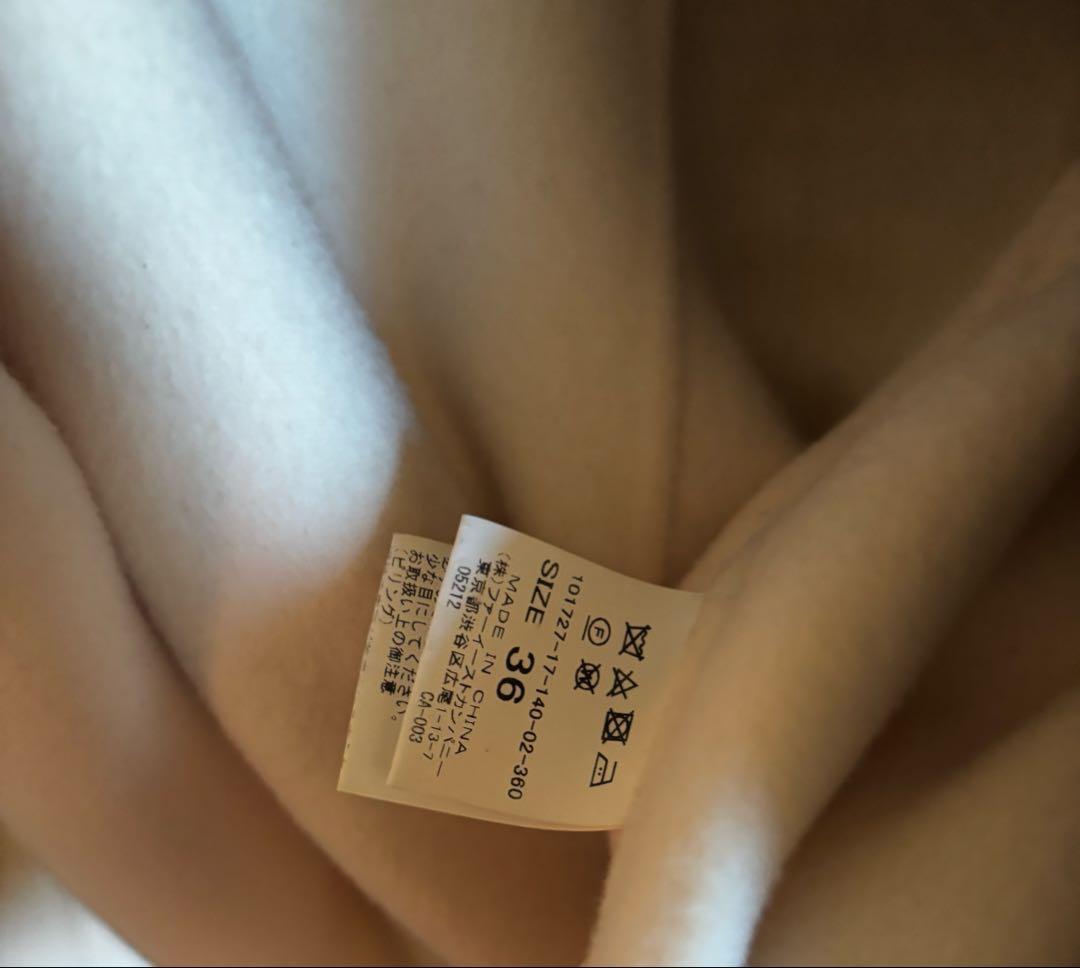 101727-17-140-02-360
SIZE 36
MADE IN CHINA
(株)ファーイーストカンパニー
東京都渋谷区広尾1-13-7
05212 CA-003
少な目にしてください。
お取扱い上の御注意
(ピリング)